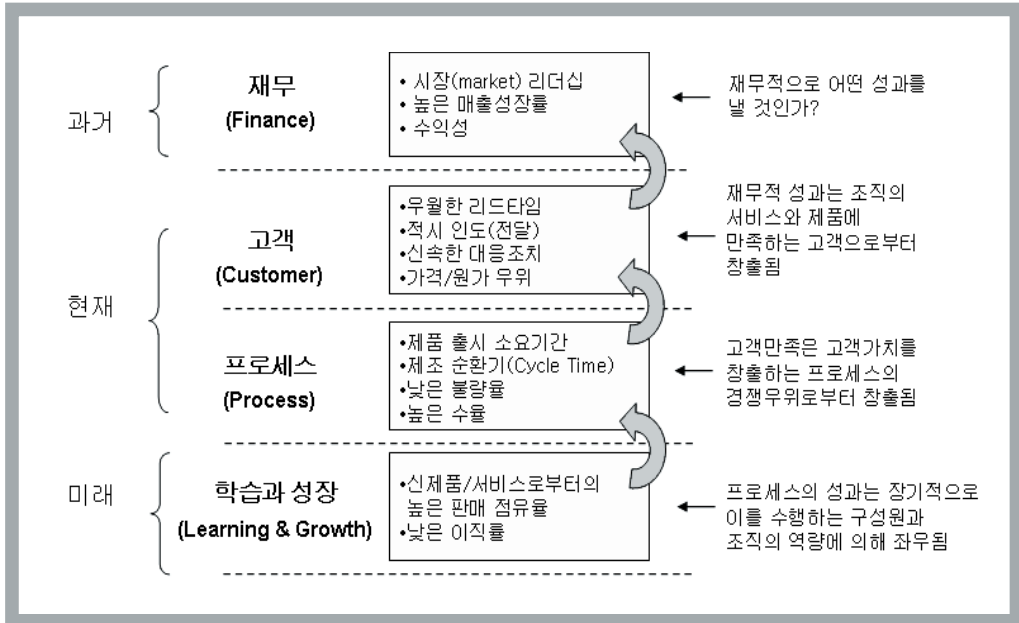 과거
재무
(Finance)
• 시장(market) 리더십
• 높은 매출성장률
• 수익성
재무적으로 어떤 성과를
낼 것인가?
현재
고객
(Customer)
•우월한 리드타임
•적시 인도(전달)
•신속한 대응조치
•가격/원가 우위
재무적 성과는 조직의
서비스와 제품에
만족하는 고객으로부터
창출됨
프로세스
(Process)
•제품 출시 소요기간
•제조 순환기(Cycle Time)
•낮은 불량율
•높은 수율
고객만족은 고객가치를
창출하는 프로세스의
경쟁우위로부터 창출됨
미래
학습과 성장
(Learning & Growth)
•신제품/서비스로부터의
높은 판매 점유율
•낮은 이직률
프로세스의 성과는 장기적으로
이를 수행하는 구성원과
조직의 역량에 의해 좌우됨